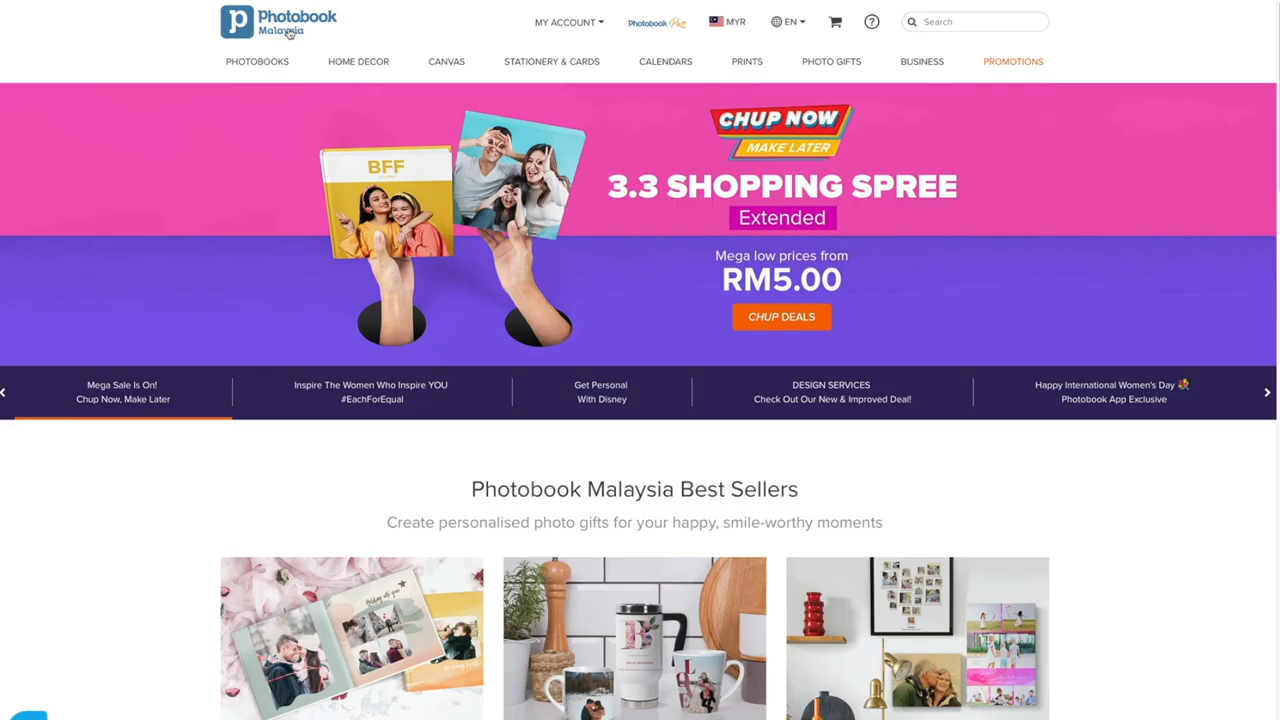 Photobook
Malaysia
MY ACCOUNT
Photobook
MYR
EN
Search
PHOTOBOOKS
HOME DECOR
CANVAS
STATIONERY & CARDS
CALENDARS
PRINTS
PHOTO GIFTS
BUSINESS
PROMOTIONS
BFF
CHUP NOW
MAKE LATER
3.3 SHOPPING SPREE
Extended
Mega low prices from
RM5.00
CHUP DEALS
Mega Sale Is On!
Chup Now, Make Later
Inspire The Women Who Inspire YOU
#EachForEqual
Get Personal
With Disney
DESIGN SERVICES
Check Out Our New & Improved Deal!
Happy International Women's Day
Photobook App Exclusive
Photobook Malaysia Best Sellers
Create personalised photo gifts for your happy, smile-worthy moments
B
LOVE